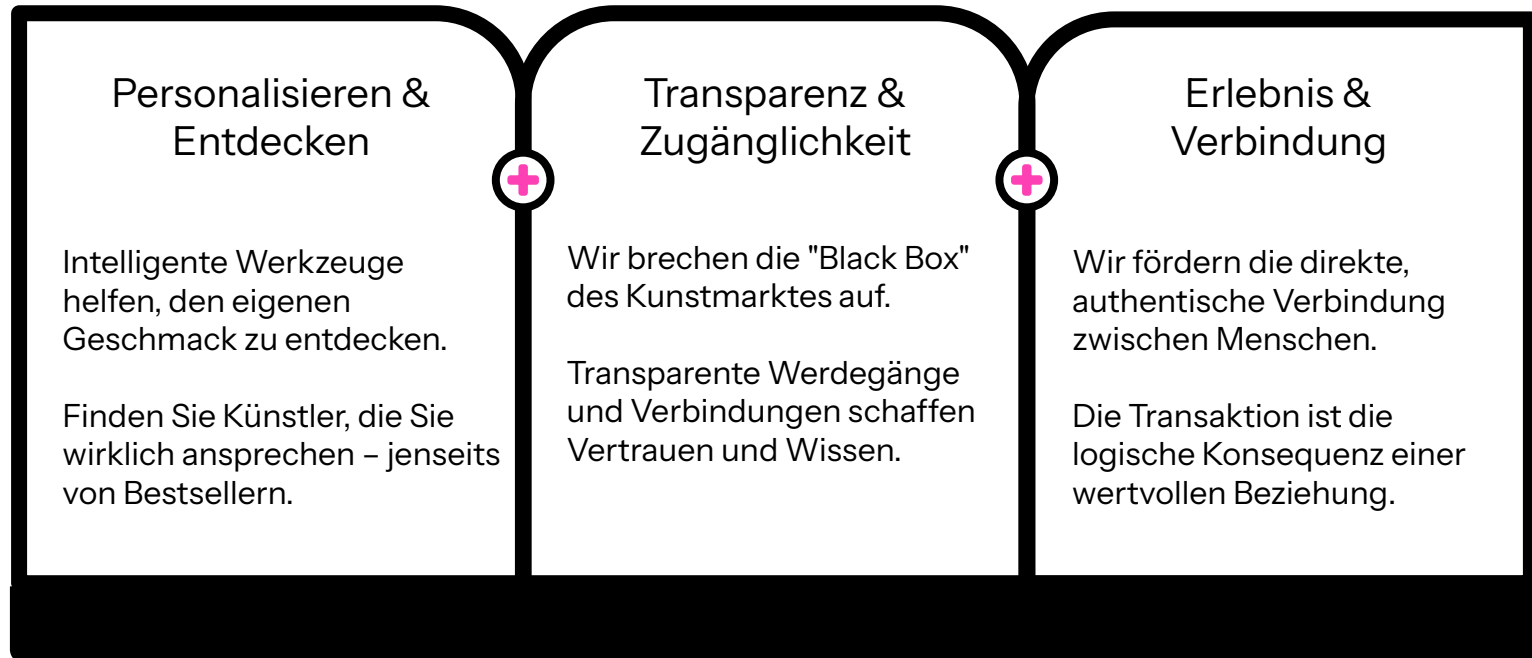 Personalisieren &
Entdecken
Intelligente Werkzeuge
helfen, den eigenen
Geschmack zu entdecken.
Finden Sie Künstler, die Sie
wirklich ansprechen – jenseits
von Bestsellern.
Transparenz &
Zugänglichkeit
Wir brechen die "Black Box"
des Kunstmarktes auf.
Transparente Werdegänge
und Verbindungen schaffen
Vertrauen und Wissen.
Erlebnis &
Verbindung
Wir fördern die direkte,
authentische Verbindung
zwischen Menschen.
Die Transaktion ist die
logische Konsequenz einer
wertvollen Beziehung.